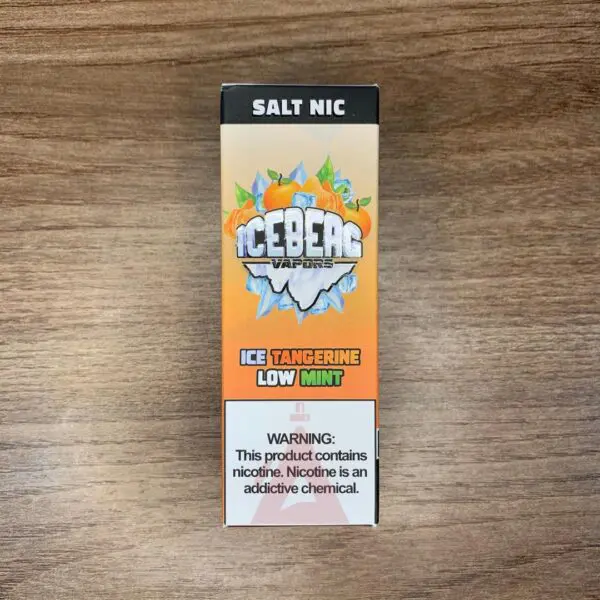 SALT NIC
ICEBERG
VAPORS
ICE TANGERINE
LOW MINT
WARNING:
This product contains
nicotine. Nicotine is an
addictive chemical.